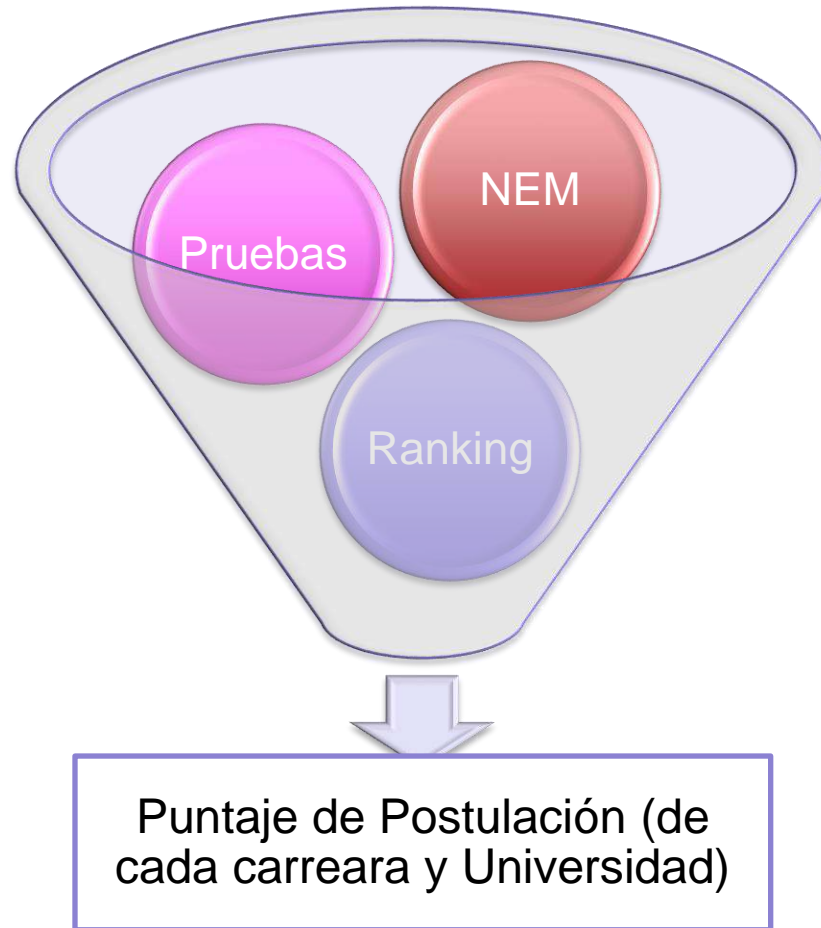 NEM
Pruebas
Ranking
Puntaje de Postulación (de
cada carreara y Universidad)